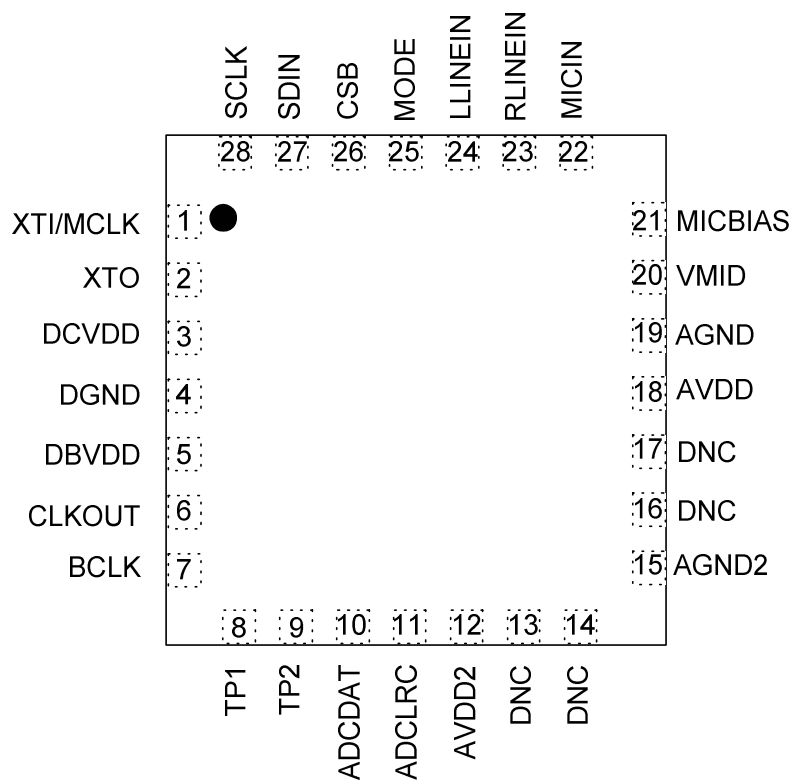 SCLK SDIN CSB MODE LLINEIN RLINEIN MICIN
28 27 26 25 24 23 22
XTI/MCLK 1 21 MICBIAS
XTO 2 20 VMID
DCVDD 3 19 AGND
DGND 4 18 AVDD
DBVDD 5 17 DNC
CLKOUT 6 16 DNC
BCLK 7 15 AGND2
8 9 10 11 12 13 14
TP1 TP2 ADCDAT ADCLRC AVDD2 DNC DNC